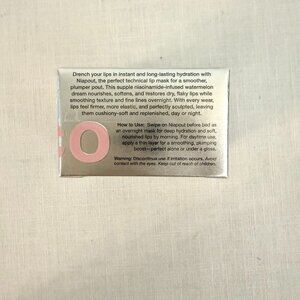 Drench your lips in instant and long-lasting hydration with
Niapout, the perfect technical lip mask for a smoother,
plumper pout. This supple niacinamide-infused watermelon
dream nourishes, softens, and restores dry, flaky lips while
smoothing texture and fine lines overnight. With every wear,
lips feel firmer, more elastic, and perfectly sculpted, leaving
them cushiony-soft and replenished, day or night.
How to Use: Swipe on Niapout before bed as
an overnight mask for deep hydration and soft,
nourished lips by morning. For daytime use,
apply a thin layer for a smoothing, plumping
boost—perfect alone or under a gloss.
Warning: Discontinue use if irritation occurs. Avoid
contact with the eyes. Keep out of reach of children.